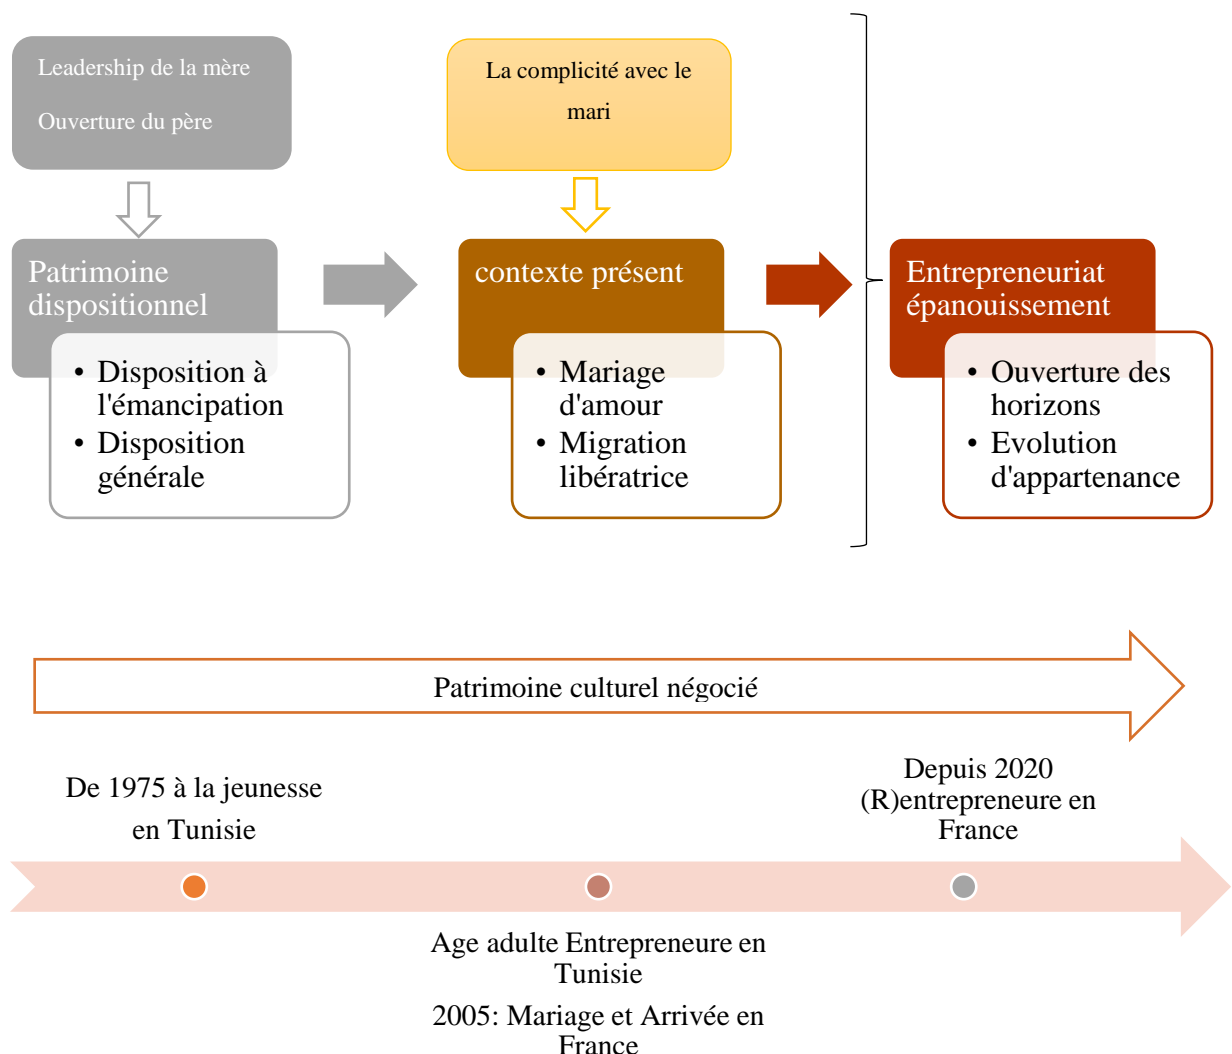 Leadership de la mère
Ouverture du père
La complicité avec le
mari
Patrimoine
dispositionnel
• Disposition à
l'émancipation
• Disposition
générale
contexte présent
• Mariage
d'amour
• Migration
libératrice
Entrepreneuriat
épanouissement
• Ouverture des
horizons
• Evolution
d'appartenance
Patrimoine culturel négocié
De 1975 à la jeunesse
en Tunisie
Age adulte Entrepreneure en
Tunisie
2005: Mariage et Arrivée en
France
Depuis 2020
(R)entrepreneure en
France